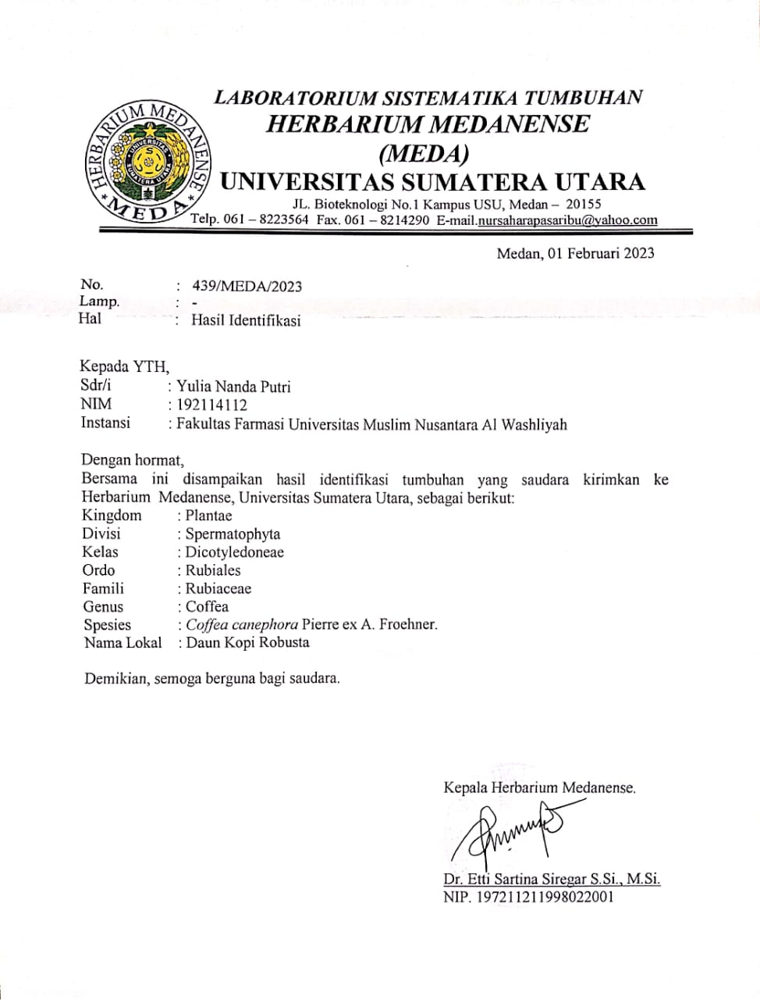 LABORATORIUM SISTEMATIKA TUMBUHAN
HERBARIUM MEDANENSE
(MEDA)
UNIVERSITAS SUMATERA UTARA
JL. Bioteknologi No.1 Kampus USU, Medan – 20155
Telp. 061 – 8223564 Fax. 061 – 8214290 E-mail.nursaharapasaribu@yahoo.com
HERBARIUM MEDANENSE
* MEDA *
UNIVERSITAS
SUMATERA UTARA
Medan, 01 Februari 2023
No. : 439/MEDA/2023
Lamp. : -
Hal : Hasil Identifikasi
Kepada YTH,
Sdr/i : Yulia Nanda Putri
NIM : 192114112
Instansi : Fakultas Farmasi Universitas Muslim Nusantara Al Washliyah
Dengan hormat,
Bersama ini disampaikan hasil identifikasi tumbuhan yang saudara kirimkan ke
Herbarium Medanense, Universitas Sumatera Utara, sebagai berikut:
Kingdom : Plantae
Divisi : Spermatophyta
Kelas : Dicotyledoneae
Ordo : Rubiales
Famili : Rubiaceae
Genus : Coffea
Spesies : Coffea canephora Pierre ex A. Froehner.
Nama Lokal : Daun Kopi Robusta
Demikian, semoga berguna bagi saudara.
Kepala Herbarium Medanense.
Dr. Etti Sartina Siregar S.Si., M.Si.
NIP. 197211211998022001